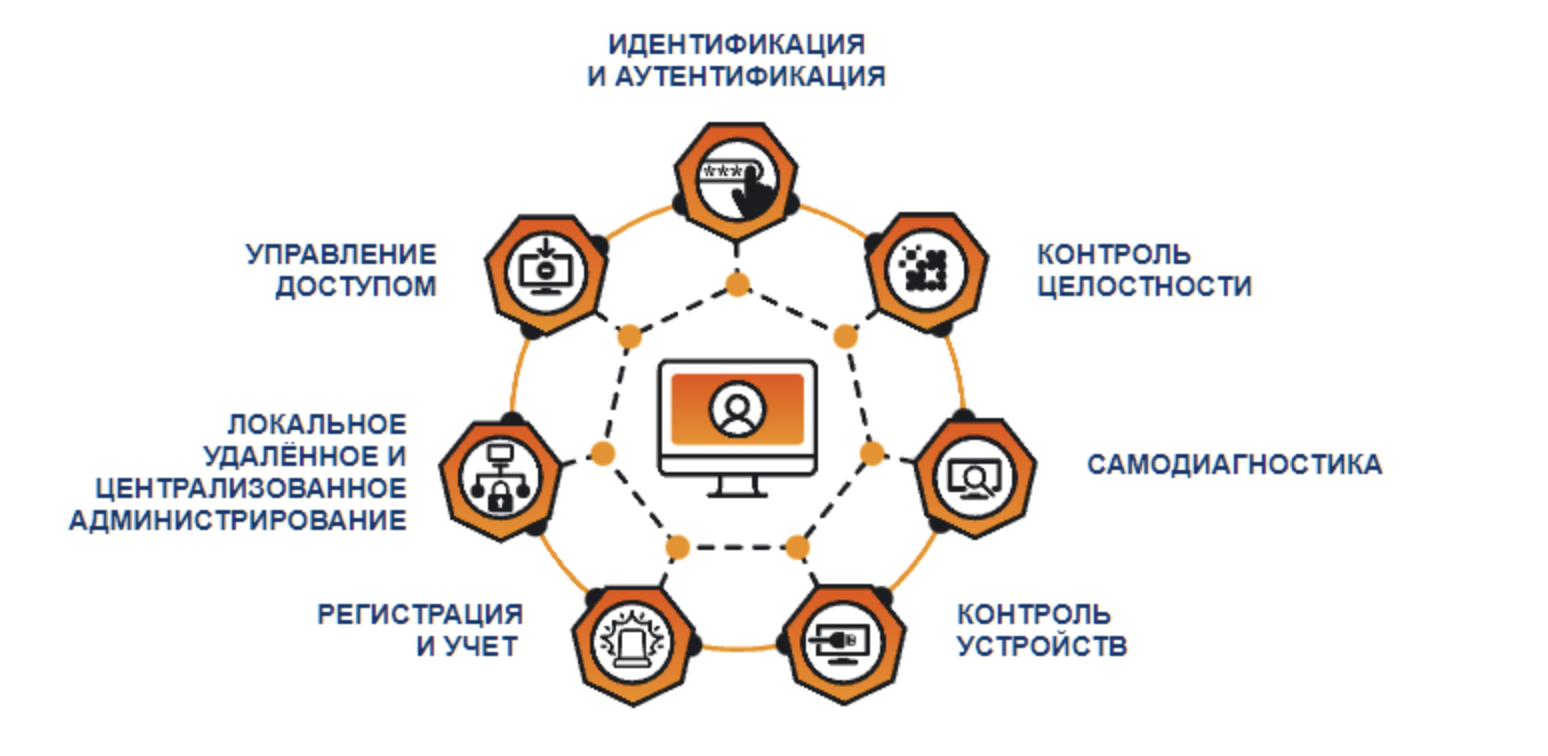 ИДЕНТИФИКАЦИЯ
И АУТЕНТИФИКАЦИЯ
УПРАВЛЕНИЕ
ДОСТУПОМ
КОНТРОЛЬ
ЦЕЛОСТНОСТИ
ЛОКАЛЬНОЕ
УДАЛЁННОЕ И
ЦЕНТРАЛИЗОВАННОЕ
АДМИНИСТРИРОВАНИЕ
САМОДИАГНОСТИКА
РЕГИСТРАЦИЯ
И УЧЕТ
КОНТРОЛЬ
УСТРОЙСТВ